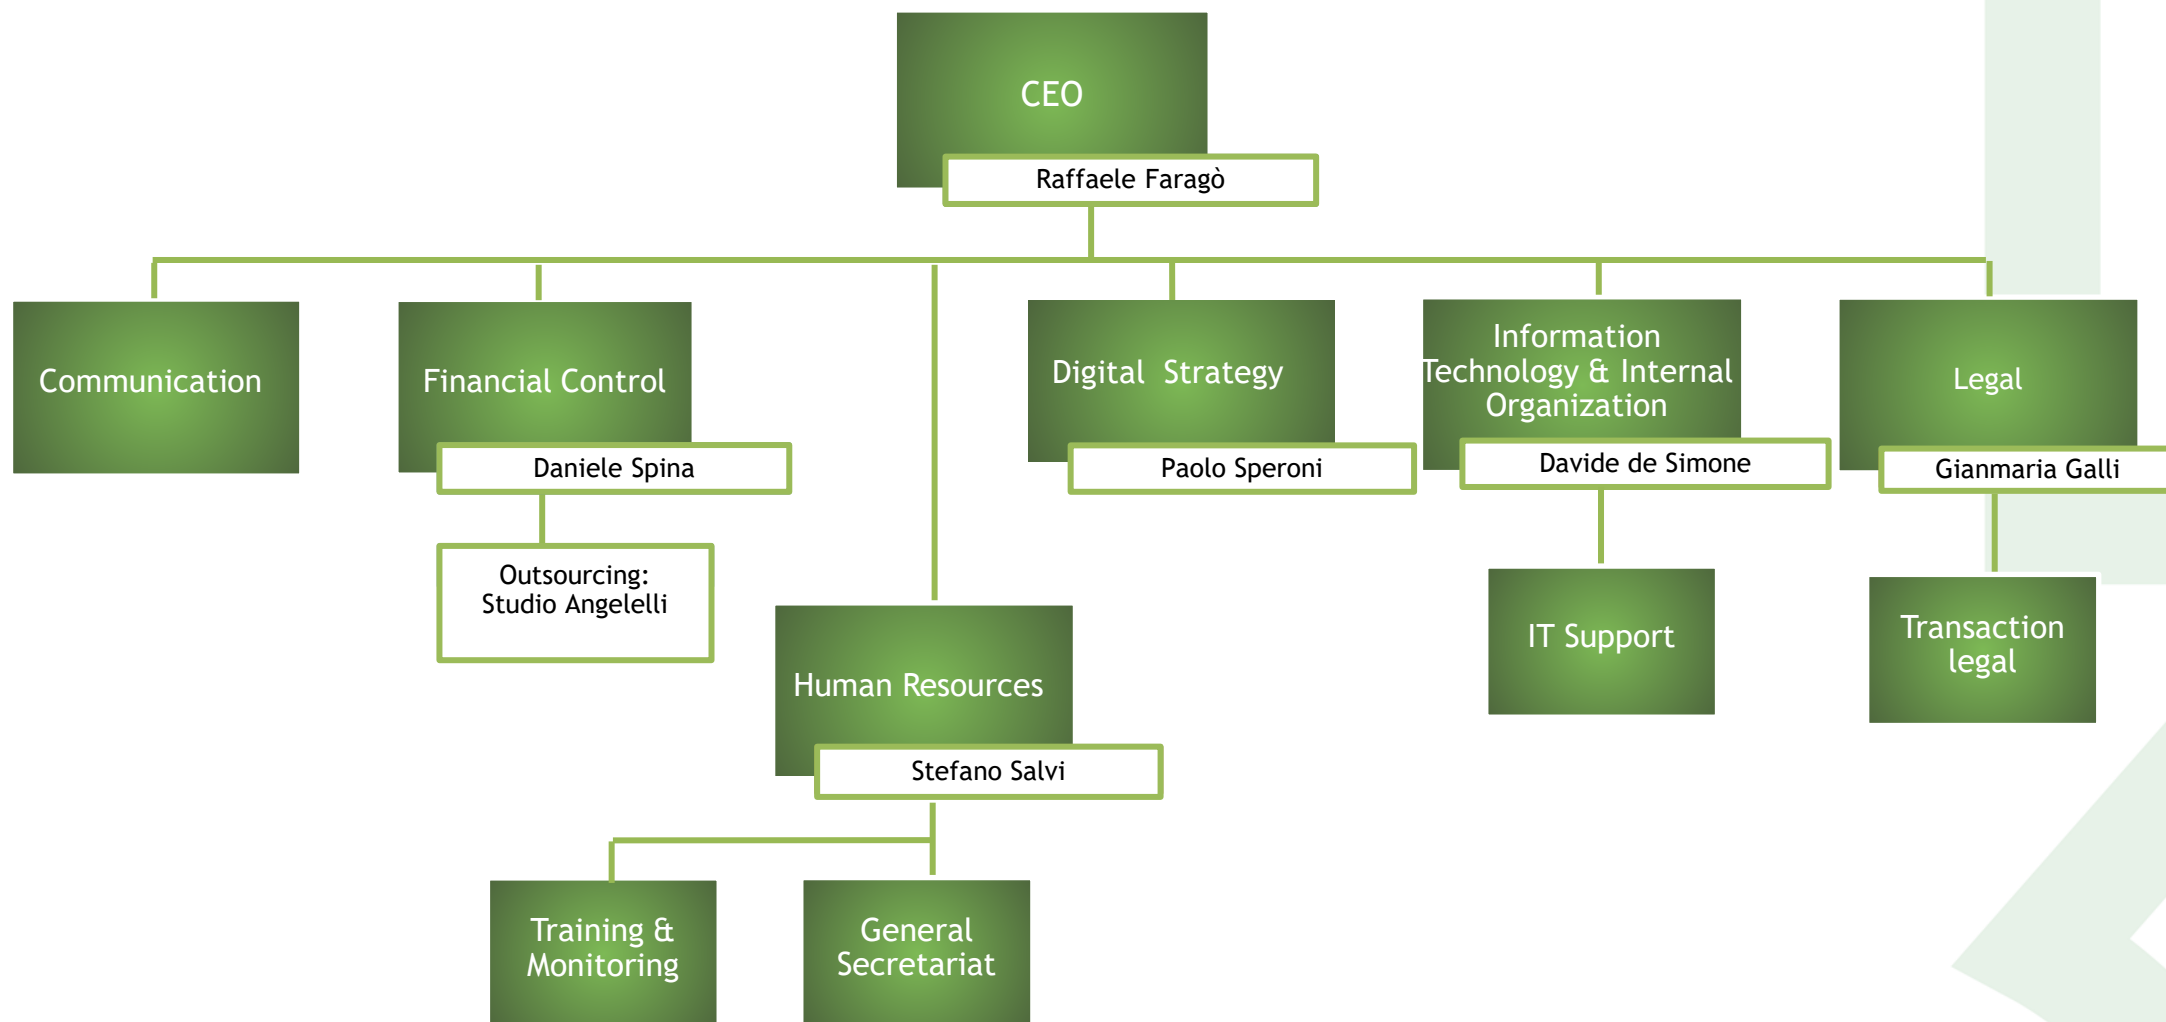 CEO
Raffaele Faragò
Communication
Financial Control
Daniele Spina
Outsourcing:
Studio Angelelli
Human Resources
Stefano Salvi
Training &
Monitoring
General
Secretariat
Digital Strategy
Paolo Speroni
Information
Technology & Internal
Organization
Davide de Simone
IT Support
Legal
Gianmaria Galli
Transaction
legal